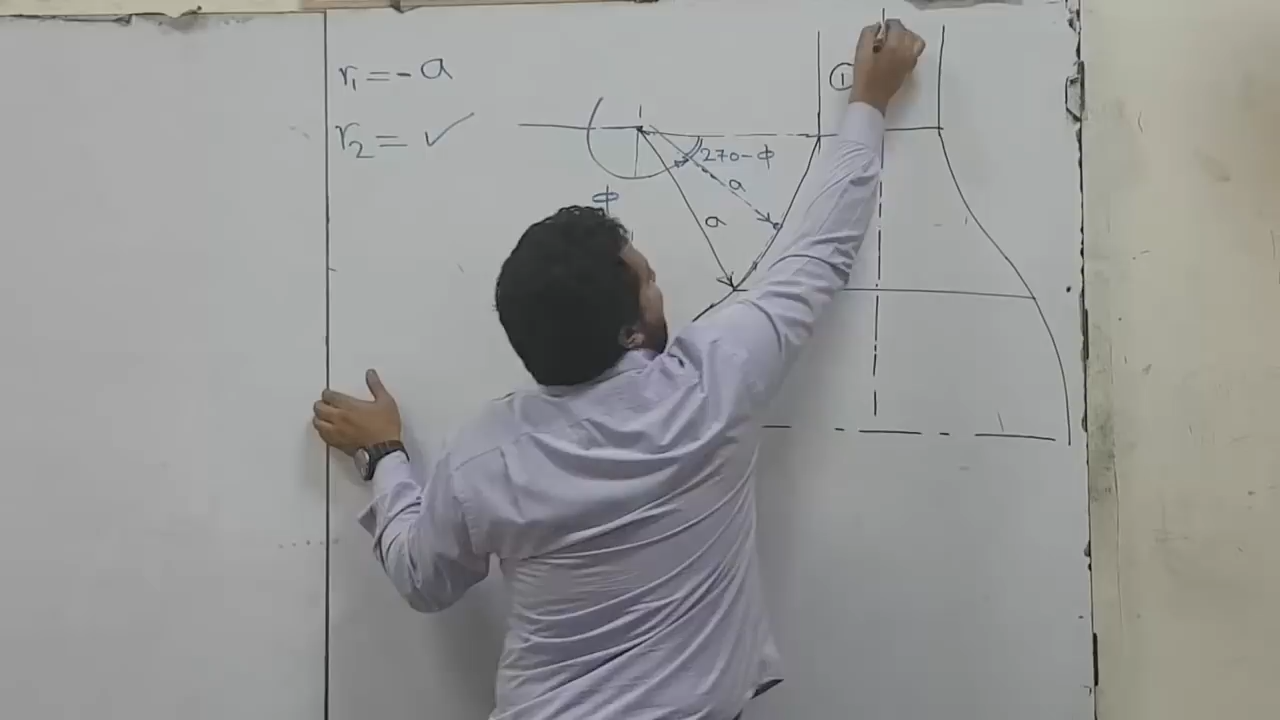 r₁ = - a
r₂ = ✓
①
270-ϕ
a
a
ϕ